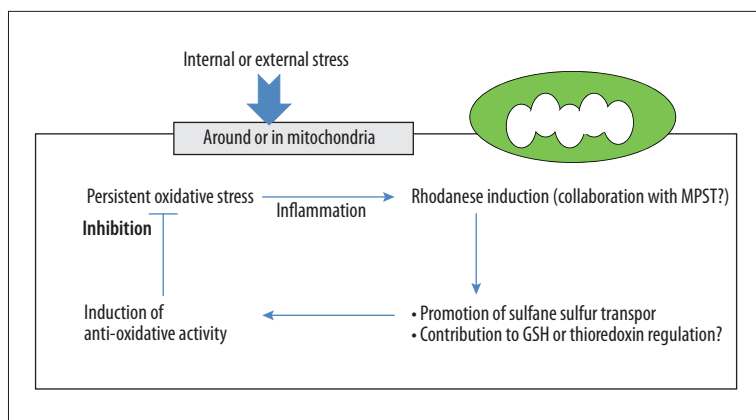 Internal or external stress
Around or in mitochondria
Persistent oxidative stress
Inflammation
Rhodanese induction (collaboration with MPST?)
Inhibition
Induction of
anti-oxidative activity
• Promotion of sulfane sulfur transpor
• Contribution to GSH or thioredoxin regulation?